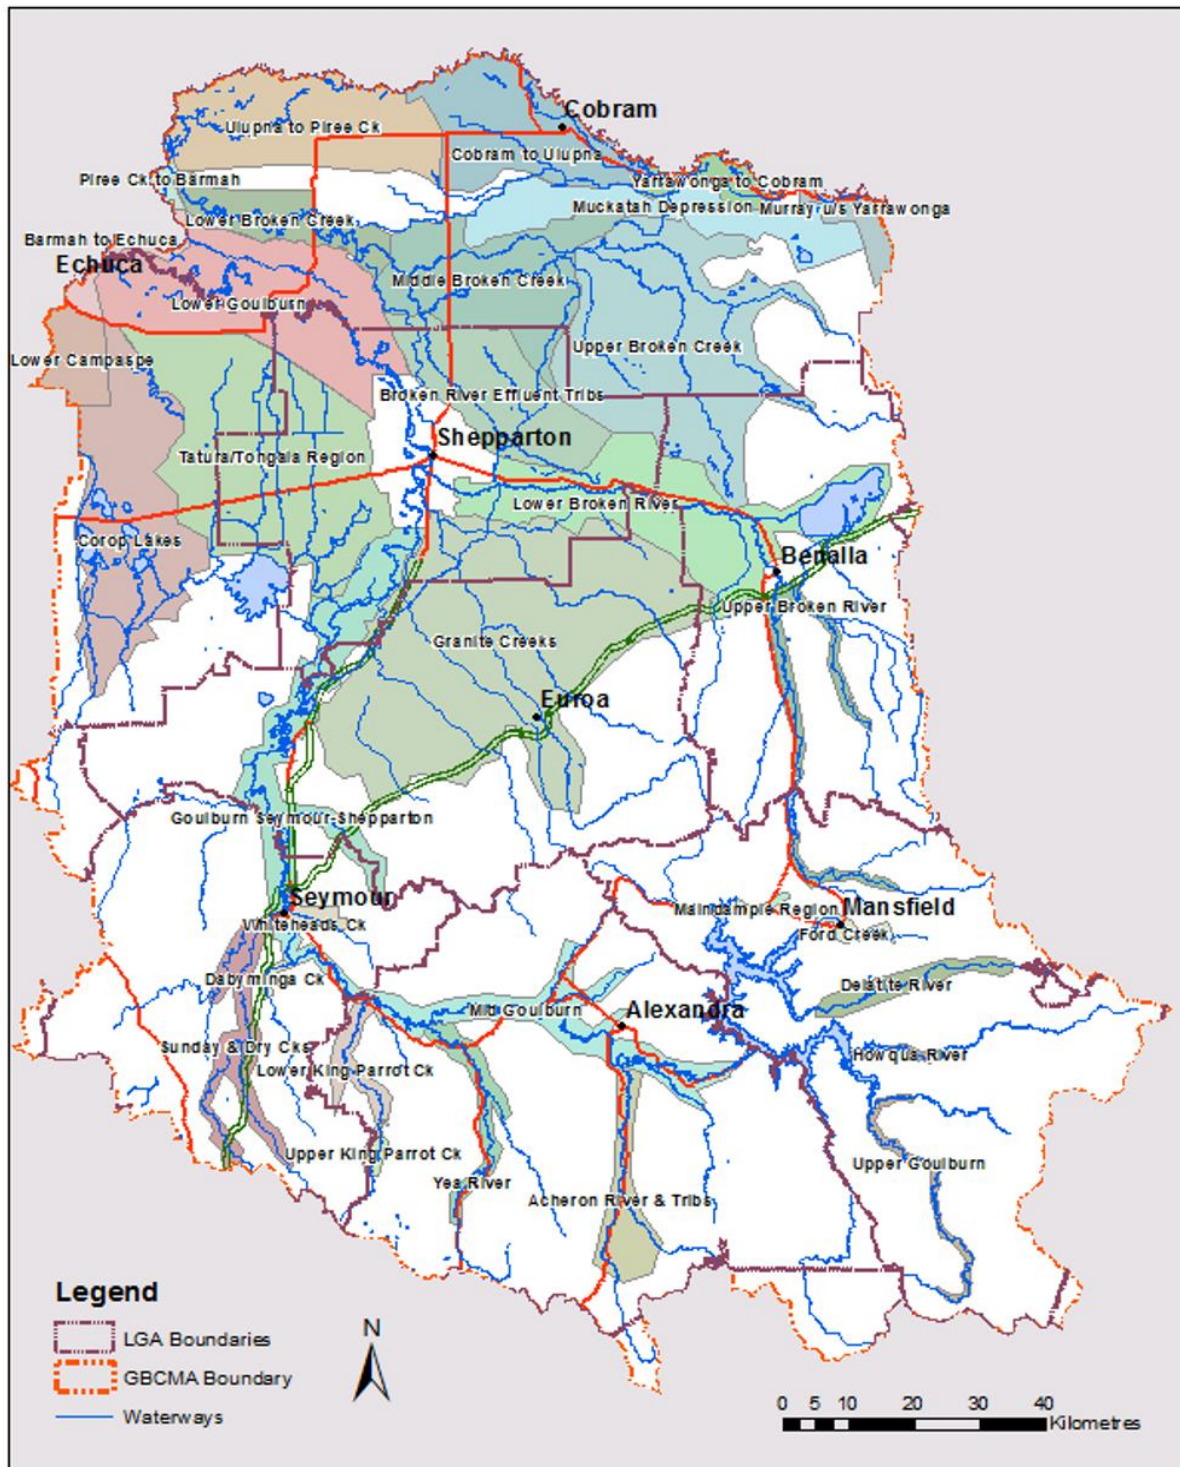 Cobram
Ulupna to Piree Ck
Cobram to Ulupna
Piree Ck to Barmah
Yarrawonga to Cobram
Muckatah Depression
Murray u/s Yarrawonga
Lower Broken Creek
Barmah to Echuca
Echuca
Middle Broken Creek
Lower Goulburn
Upper Broken Creek
Lower Campaspe
Broken River Effluent Tribs
Shepparton
Tatura/Tongala Region
Lower Broken River
Corop Lakes
Benalla
Upper Broken River
Granite Creeks
Euroa
Goulburn Seymour-Shepparton
Seymour
Maindample Region
Mansfield
Whiteheads Ck
Ford Creek
Dabyminga Ck
Delatite River
Mid Goulburn
Alexandra
Sunday & Dry Cks
Howqua River
Lower King Parrot Ck
Upper King Parrot Ck
Upper Goulburn
Yea River
Acheron River & Tribs
Legend
LGA Boundaries
GBCMA Boundary
Waterways
N
0 5 10 20 30 40
Kilometres